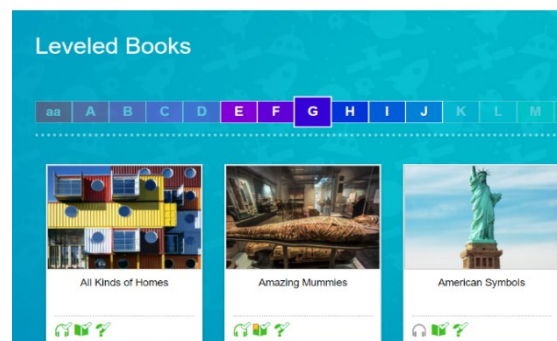 Leveled Books
aa A B C D E F G H I J K L M
All Kinds of Homes
Amazing Mummies
American Symbols